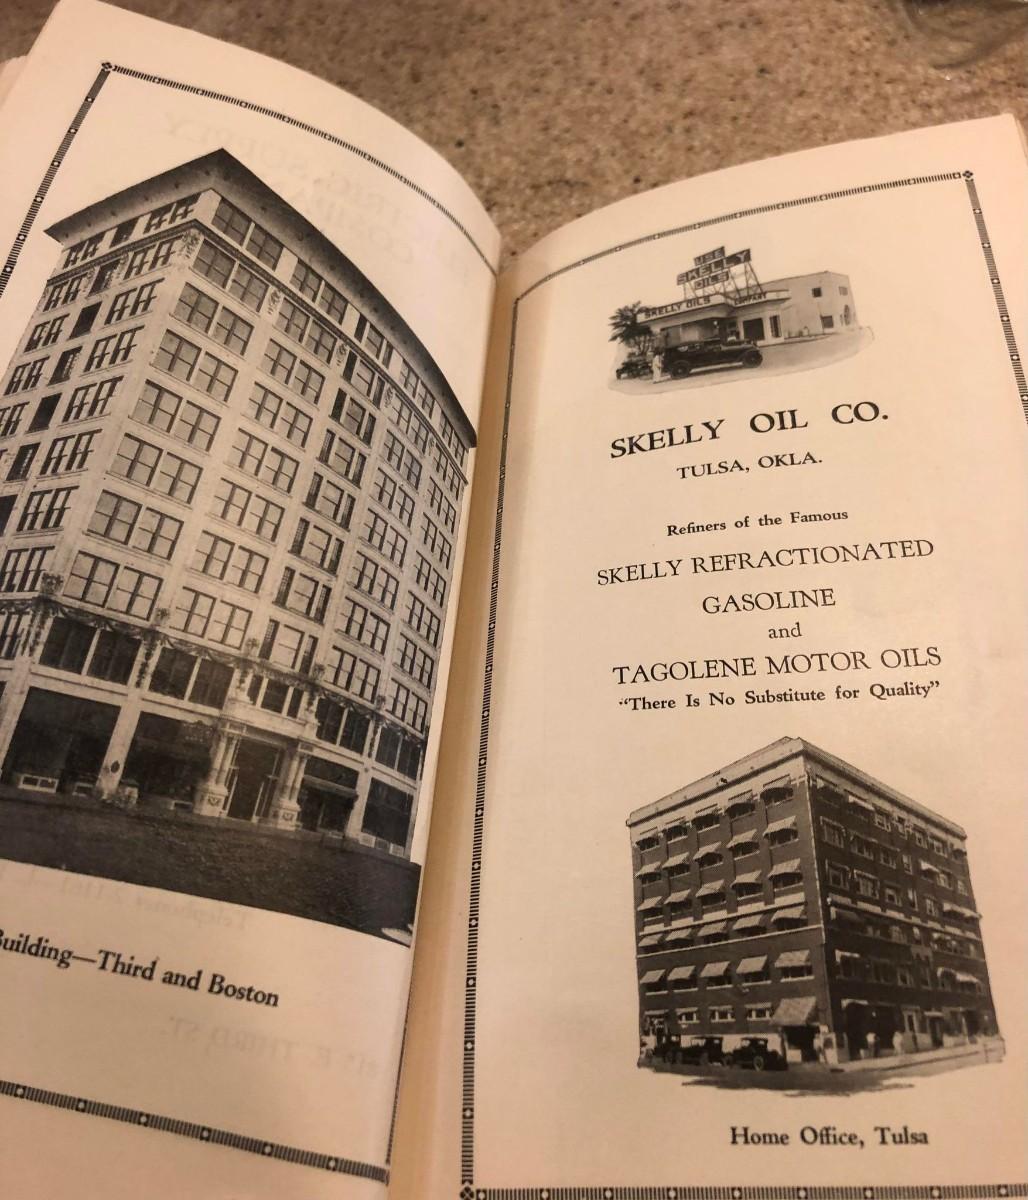 Building—Third and Boston
USE
SKELLY
OILS
SKELLY OILS COMPANY
SKELLY OIL CO.
TULSA, OKLA.
Refiners of the Famous
SKELLY REFRACTIONATED
GASOLINE
and
TAGOLENE MOTOR OILS
“There Is No Substitute for Quality”
Home Office, Tulsa